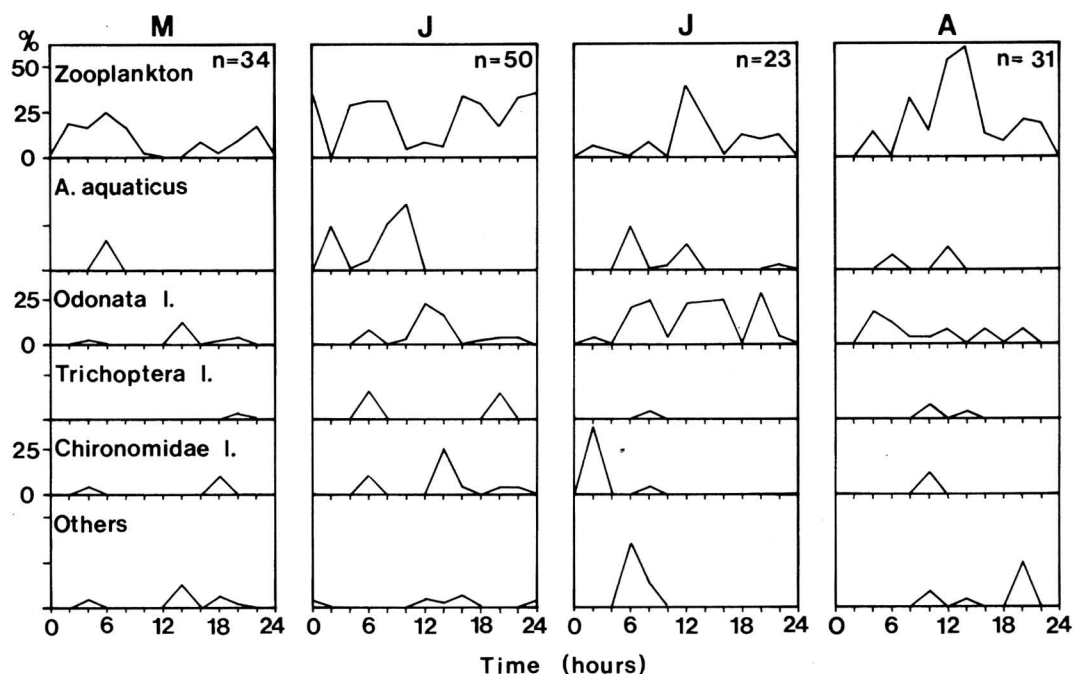 M J J A
%
n=34 n=50 n=23 n= 31
50
Zooplankton
25
0
A. aquaticus
25
Odonata l.
0
Trichoptera l.
25
Chironomidae l.
0
Others
0 6 12 18 24 0 6 12 18 24 0 6 12 18 24 0 6 12 18 24
Time (hours)